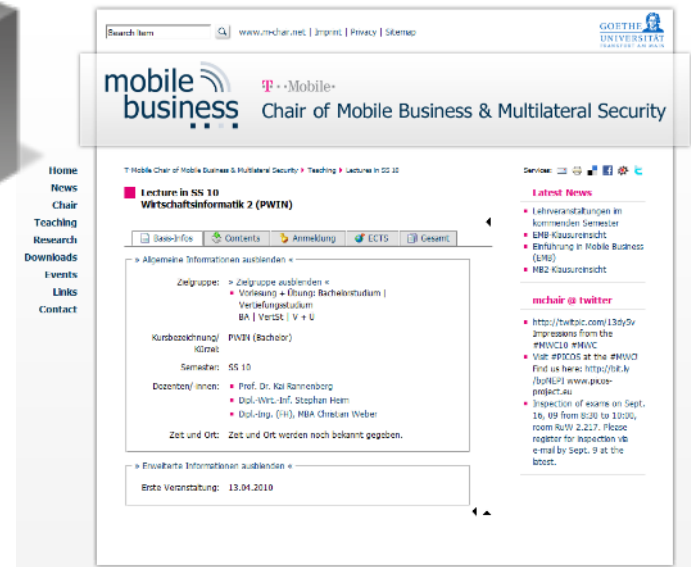 Search Item
www.m-chair.net | Imprint | Privacy | Sitemap
GOETHE
UNIVERSITÄT
FRANKFURT AM MAIN
mobile
business
T··Mobile·
Chair of Mobile Business & Multilateral Security
Home
News
Chair
Teaching
Research
Downloads
Events
Links
Contact
T-Mobile Chair of Mobile Business & Multilateral Security Teaching Lectures in SS 10
Lecture in SS 10
Wirtschaftsinformatik 2 (PWIN)
Basis-Infos
Contents
Anmeldung
ECTS
Gesamt
» Allgemeine Informationen ausblenden «
Zielgruppe: » Zielgruppe ausblenden «
Vorlesung + Übung: Bachelorstudium |
Vertiefungsstudium
BA | VertSt | V + U
Kursbezeichnung/ PWIN (Bachelor)
Kürzel:
Semester: SS 10
Dozenten/ innen: Prof. Dr. Kai Rannenberg
Dipl.-Wirt.-Inf. Stephan Heim
Dipl.-Ing. (FH), MBA Christian Weber
Zeit und Ort: Zeit und Ort werden noch bekannt gegeben.
» Erweiterte Informationen ausblenden «
Erste Veranstaltung: 13.04.2010
Services:
Latest News
Lehrveranstaltungen im
kommenden Semester
EMB-Klausureinsicht
Einführung in Mobile Business
(EMB)
MB2-Klausureinsicht
mchair @ twitter
http://twitpic.com/13dy5v
Impressions from the
#MWC10 #MWC
Visit #PICOS at the #MWC!
Find us here: http://bit.ly
/bpNEPI www.picos-
project.eu
Inspection of exams on Sept.
16, 09 from 8:30 to 10:00,
room RuW 2.217. Please
register for inspection via
e-mail by Sept. 9 at the
latest.